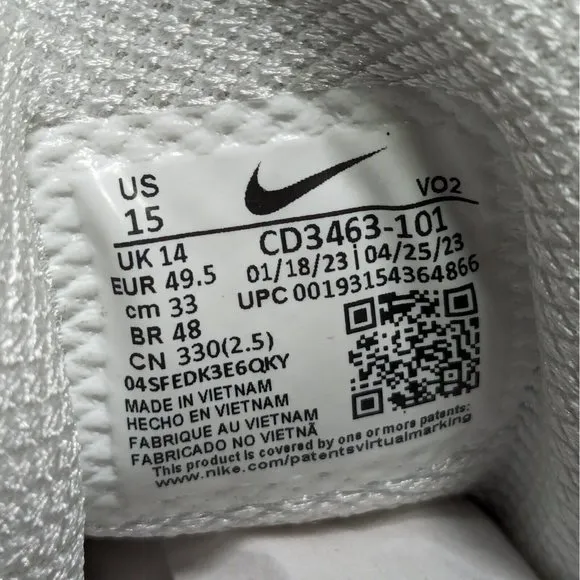 US
15
VO2
UK 14
EUR 49.5
cm 33
BR 48
CN 330(2.5)
04SFEDK3E6QKY
CD3463-101
01/18/23 | 04/25/23
UPC 00193154364866
MADE IN VIETNAM
HECHO EN VIETNAM
FABRIQUE AU VIETNAM
FABRICADO NO VIETNÃ
This product is covered by one or more patents:
www.nike.com/patentsvirtualmarking